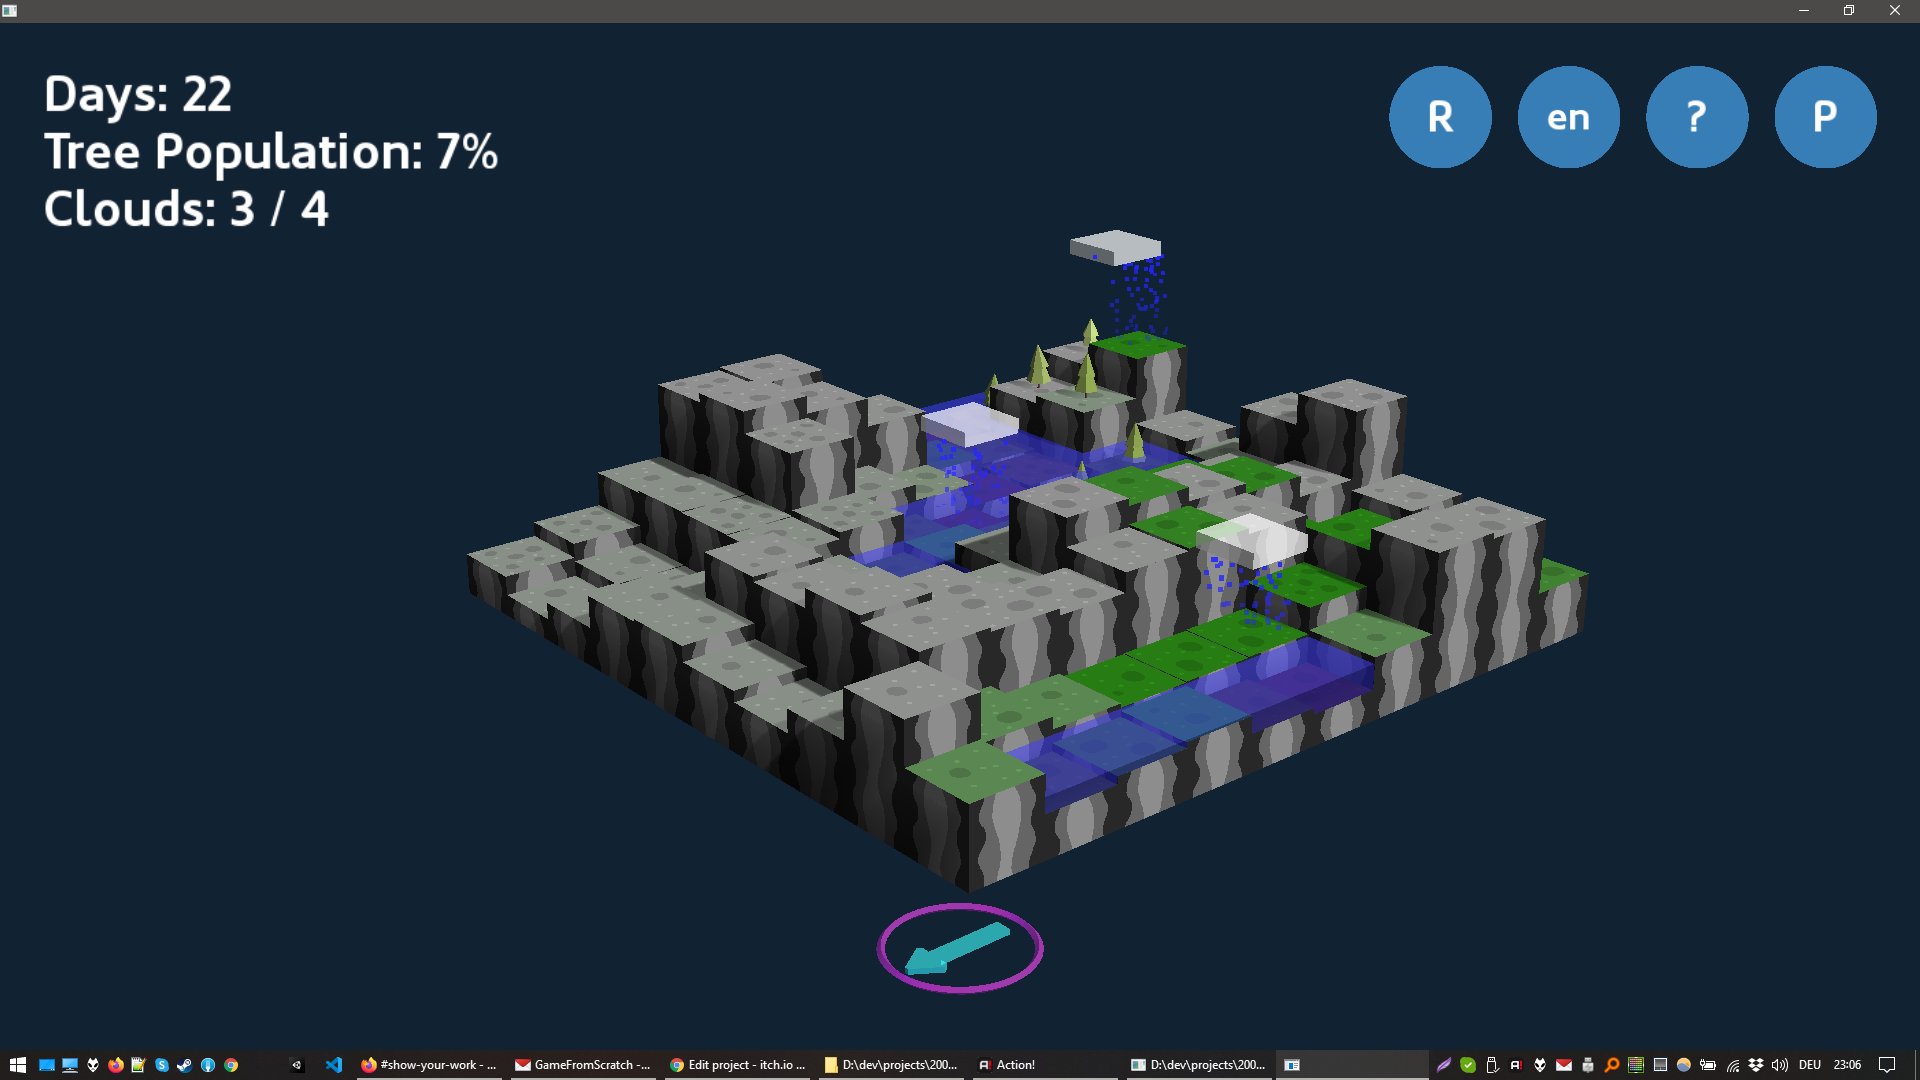 Days: 22
Tree Population: 7%
Clouds: 3 / 4
R
en
?
P
#show-your-work - ...
GameFromScratch -...
Edit project - itch.io ...
D:\dev\projects\200...
Action!
D:\dev\projects\200...
DEU
23:06